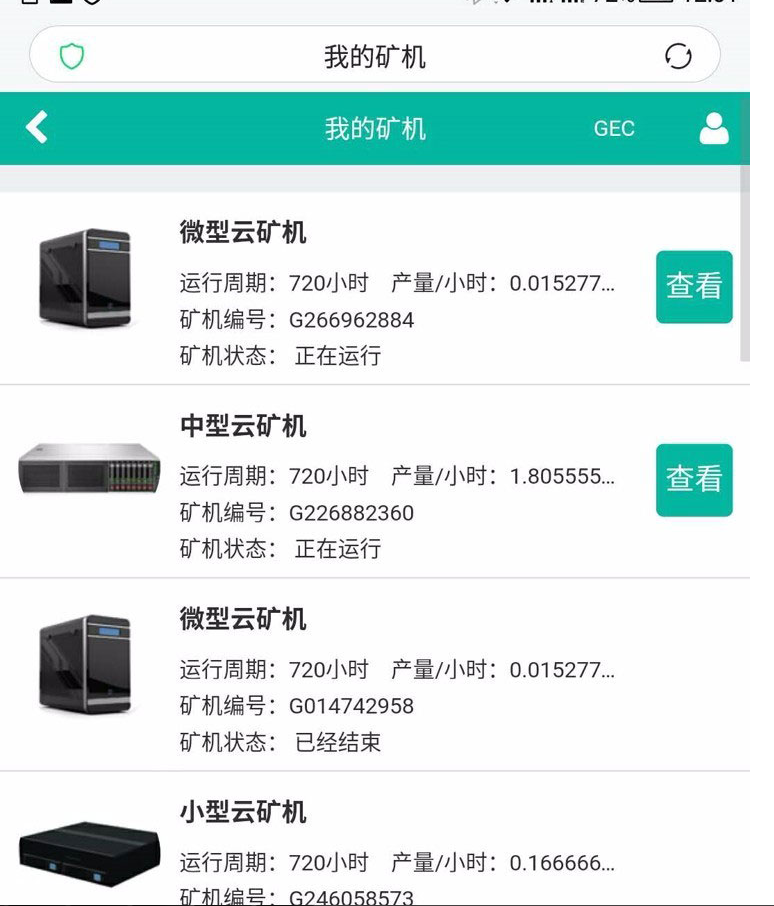 我的矿机
我的矿机 GEC
微型云矿机
运行周期：720小时 产量/小时：0.015277...
查看
矿机编号：G266962884
矿机状态： 正在运行
中型云矿机
运行周期：720小时 产量/小时：1.805555...
查看
矿机编号：G226882360
矿机状态： 正在运行
微型云矿机
运行周期：720小时 产量/小时：0.015277...
矿机编号：G014742958
矿机状态： 已经结束
小型云矿机
运行周期：720小时 产量/小时：0.166666...
矿机编号：G246058573